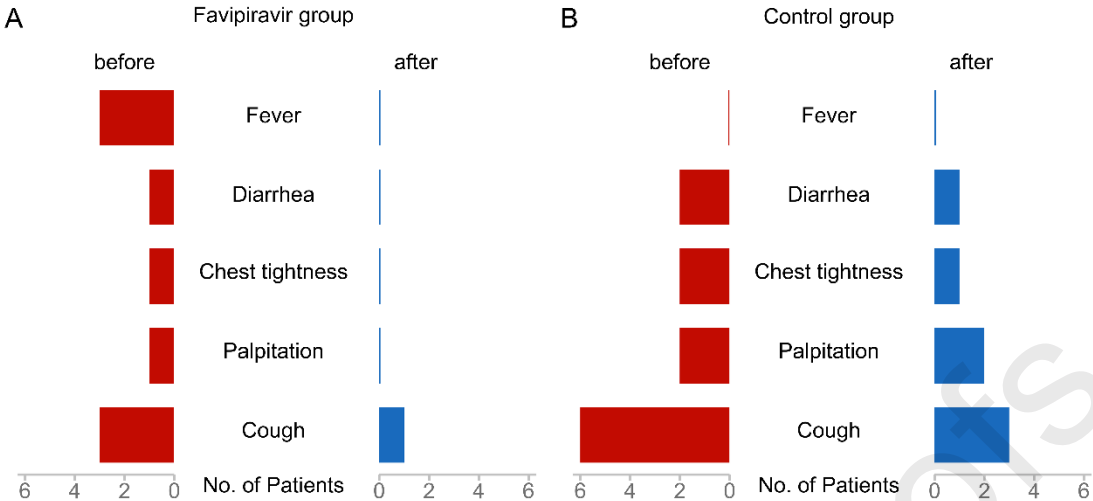 A Favipiravir group B Control group
before after before after
Fever Fever
Diarrhea Diarrhea
Chest tightness Chest tightness
Palpitation Palpitation
Cough Cough
6 4 2 0 No. of Patients 0 2 4 6 6 4 2 0 No. of Patients 0 2 4 6
ofs